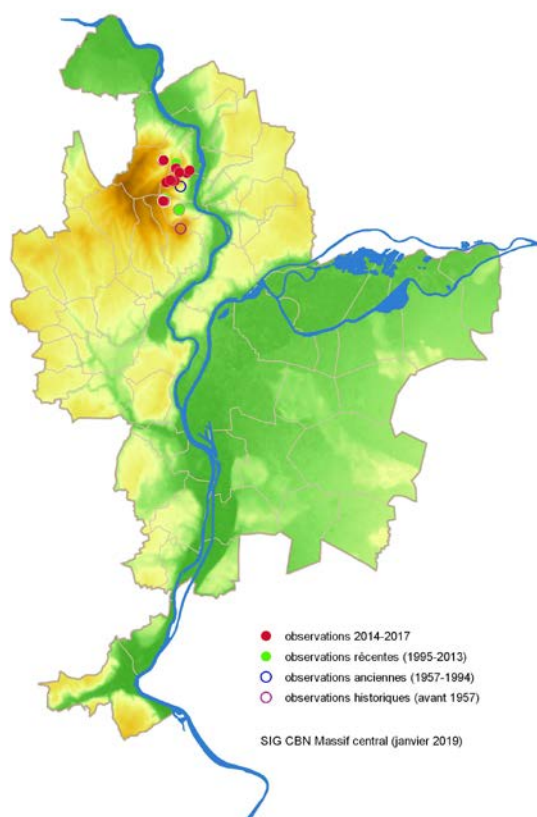 observations 2014-2017
observations récentes (1995-2013)
observations anciennes (1957-1994)
observations historiques (avant 1957)
SIG CBN Massif central (janvier 2019)